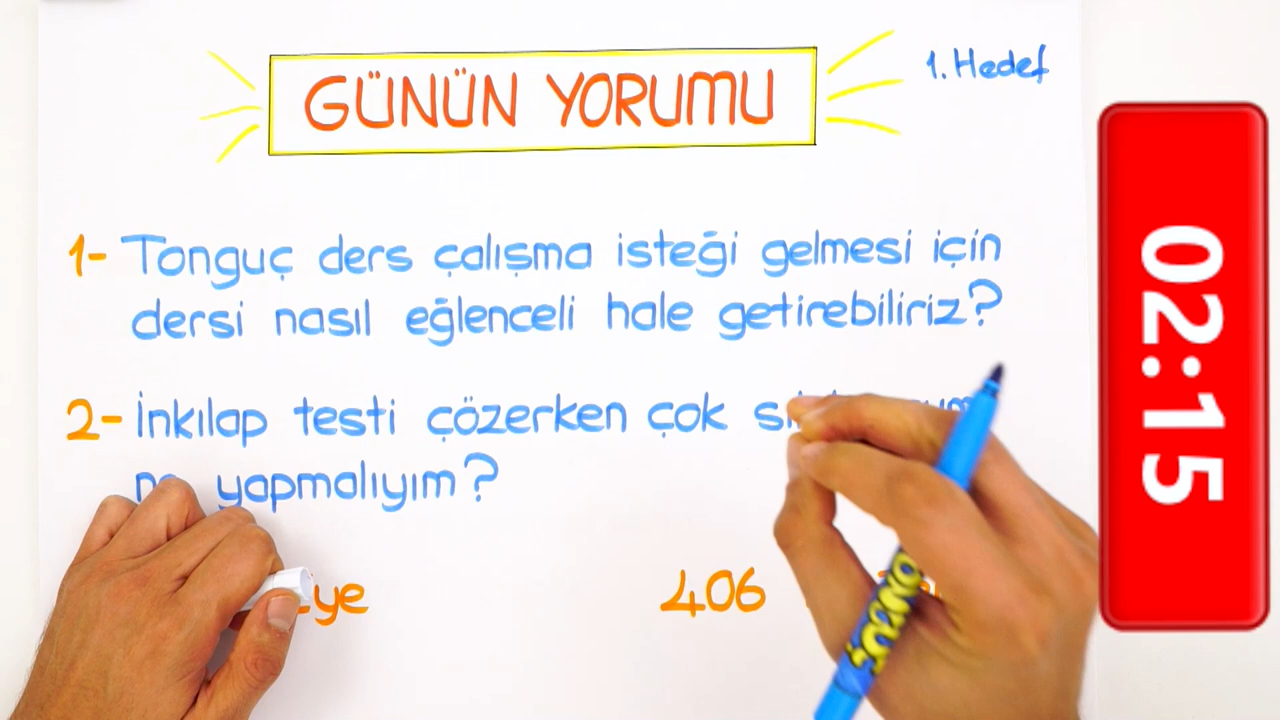 GÜNÜN YORUMU
1. Hedef
1- Tonguç ders çalışma isteği gelmesi için
dersi nasıl eğlenceli hale getirebiliriz?
2- İnkılap testi çözerken çok
yapmalıyım?
406
02:15